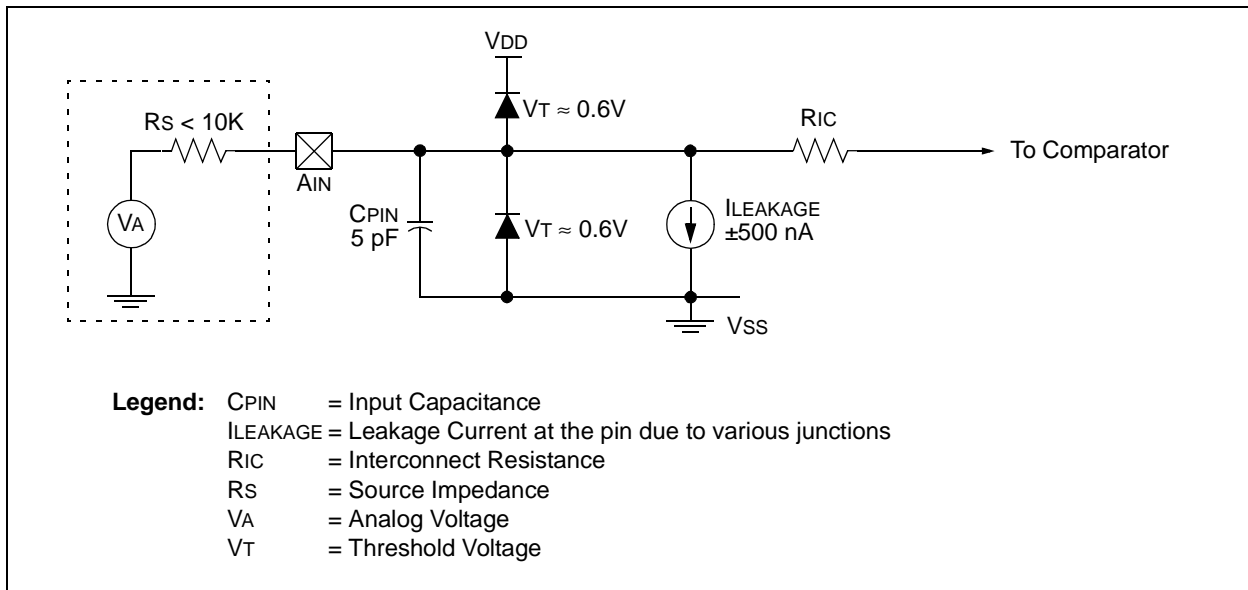 VDD
VT ≈ 0.6V
RS < 10K
RIC
To Comparator
AIN
VA
CPIN
5 pF
VT ≈ 0.6V
ILEAKAGE
±500 nA
VSS
Legend: CPIN = Input Capacitance
ILEAKAGE = Leakage Current at the pin due to various junctions
RIC = Interconnect Resistance
RS = Source Impedance
VA = Analog Voltage
VT = Threshold Voltage